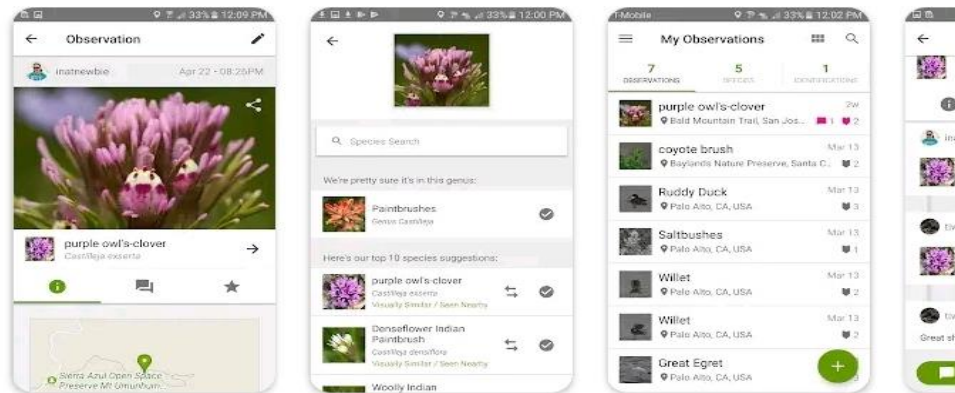 33% 12:09 PM
Observation
inatnewbie
Apr 22 - 08:25PM
purple owl's-clover
Castilleja exserta
Sierra Azul Open Space
Preserve Mt Umunhum
33% 12:00 PM
Species Search
We're pretty sure it's in this genus:
Paintbrushes
Genus Castilleja
Here's our top 10 species suggestions:
purple owl's-clover
Castilleja exserta
Visually Similar / Seen Nearby
Denseflower Indian
Paintbrush
Castilleja densiflora
Visually Similar / Seen Nearby
Woolly Indian
T-Mobile 33% 12:02 PM
My Observations
7 5 1
OBSERVATIONS SPECIES IDENTIFICATIONS
purple owl's-clover 2w
Bald Mountain Trail, San Jos... 1 2
coyote brush Mar 13
Baylands Nature Preserve, Santa C.. 2
Ruddy Duck Mar 13
Palo Alto, CA, USA 3
Saltbushes Mar 13
Palo Alto, CA, USA 1
Willet Mar 13
Palo Alto, CA, USA 2
Willet Mar 13
Palo Alto, CA, USA 2
Great Egret
Palo Alto, CA, USA
Great sh